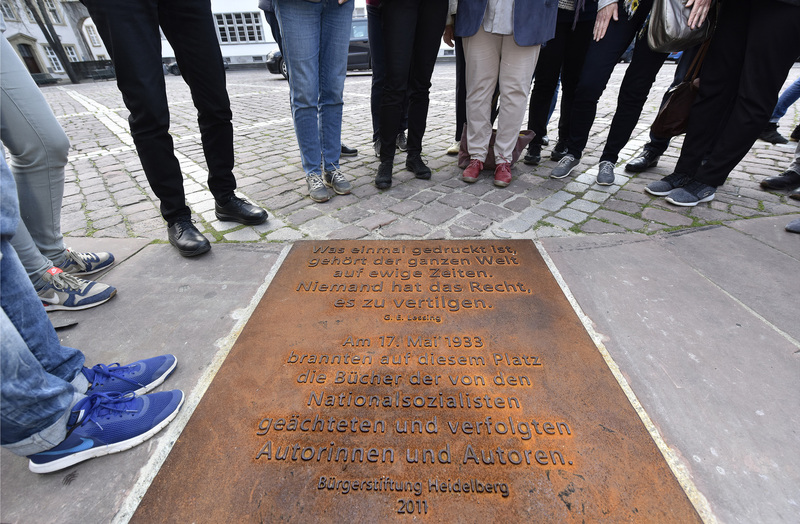 Was einmal gedruckt ist,
gehört der ganzen Welt
auf ewige Zeiten.
Niemand hat das Recht,
es zu vertilgen.
G. E. Lessing
Am 17. Mai 1933
brannten auf diesem Platz
die Bücher der von den
Nationalsozialisten
geächteten und verfolgten
Autorinnen und Autoren.
Bürgerstiftung Heidelberg
2011